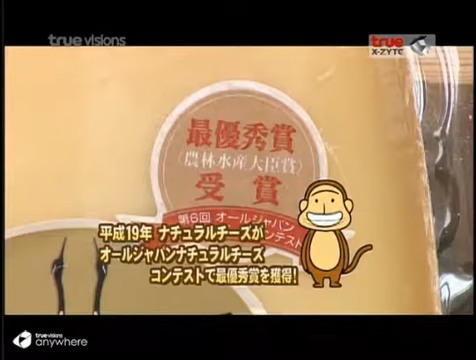 true visions
true
X-ZYTE
最優秀賞
(農林水産大臣賞)
受賞
第6回 オールジャパン
ンテスト
平成19年 ナチュラルチーズが
オールジャパンナチュラルチーズ
コンテストで最優秀賞を獲得!
true visions
anywhere